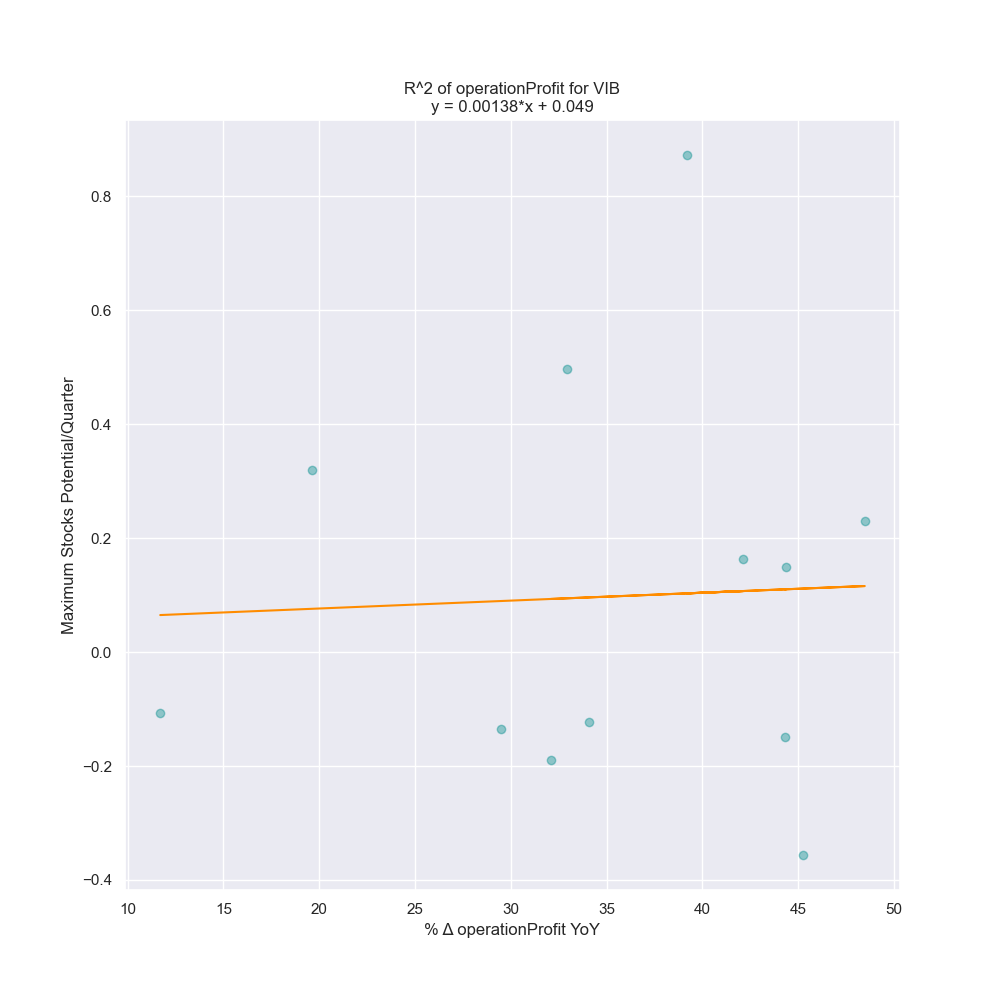 R^2 of operationProfit for VIB
y = 0.00138*x + 0.049
Maximum Stocks Potential/Quarter
0.8
0.6
0.4
0.2
0.0
−0.2
−0.4
10 15 20 25 30 35 40 45 50
% Δ operationProfit YoY